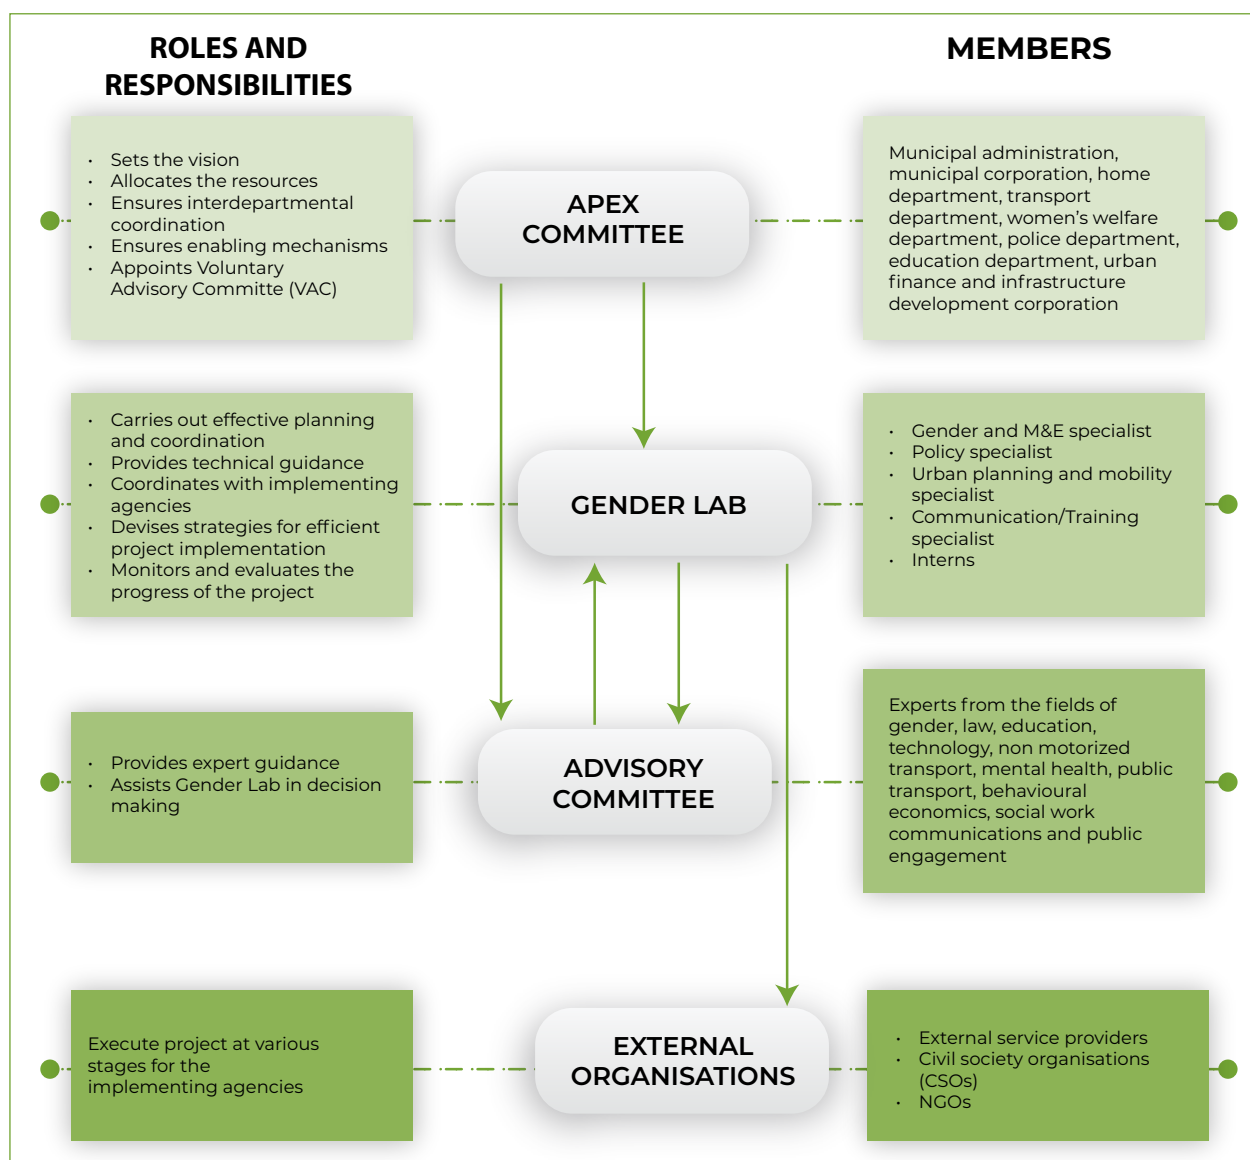 ROLES AND
RESPONSIBILITIES
MEMBERS
• Sets the vision
• Allocates the resources
• Ensures interdepartmental
coordination
• Ensures enabling mechanisms
• Appoints Voluntary
Advisory Committe (VAC)
APEX
COMMITTEE
Municipal administration,
municipal corporation, home
department, transport
department, women’s welfare
department, police department,
education department, urban
finance and infrastructure
development corporation
• Carries out effective planning
and coordination
• Provides technical guidance
• Coordinates with implementing
agencies
• Devises strategies for efficient
project implementation
• Monitors and evaluates the
progress of the project
GENDER LAB
• Gender and M&E specialist
• Policy specialist
• Urban planning and mobility
specialist
• Communication/Training
specialist
• Interns
• Provides expert guidance
• Assists Gender Lab in decision
making
ADVISORY
COMMITTEE
Experts from the fields of
gender, law, education,
technology, non motorized
transport, mental health, public
transport, behavioural
economics, social work
communications and public
engagement
Execute project at various
stages for the
implementing agencies
EXTERNAL
ORGANISATIONS
• External service providers
• Civil society organisations
(CSOs)
• NGOs